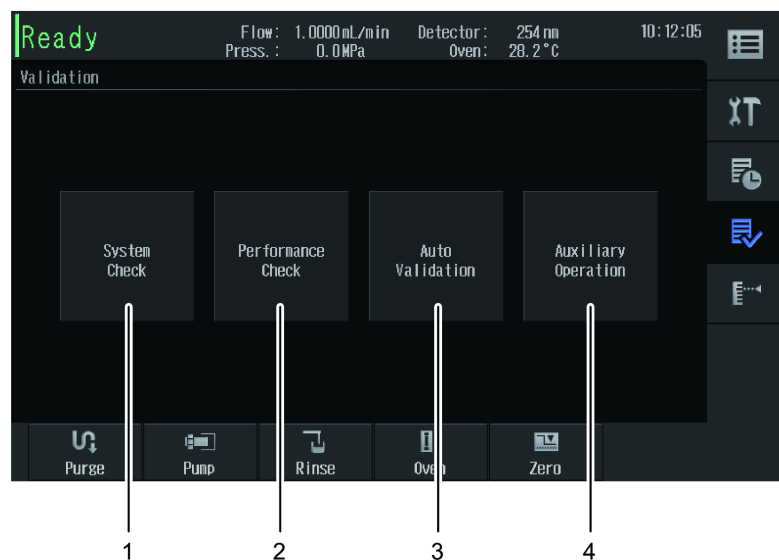 Ready
Flow: 1.0000mL/min Detector: 254nm 10:12:05
Press.: 0.0MPa Oven: 28.2°C
Validation
System
Check
Performance
Check
Auto
Validation
Auxiliary
Operation
Purge Pump Rinse Oven Zero
1 2 3 4